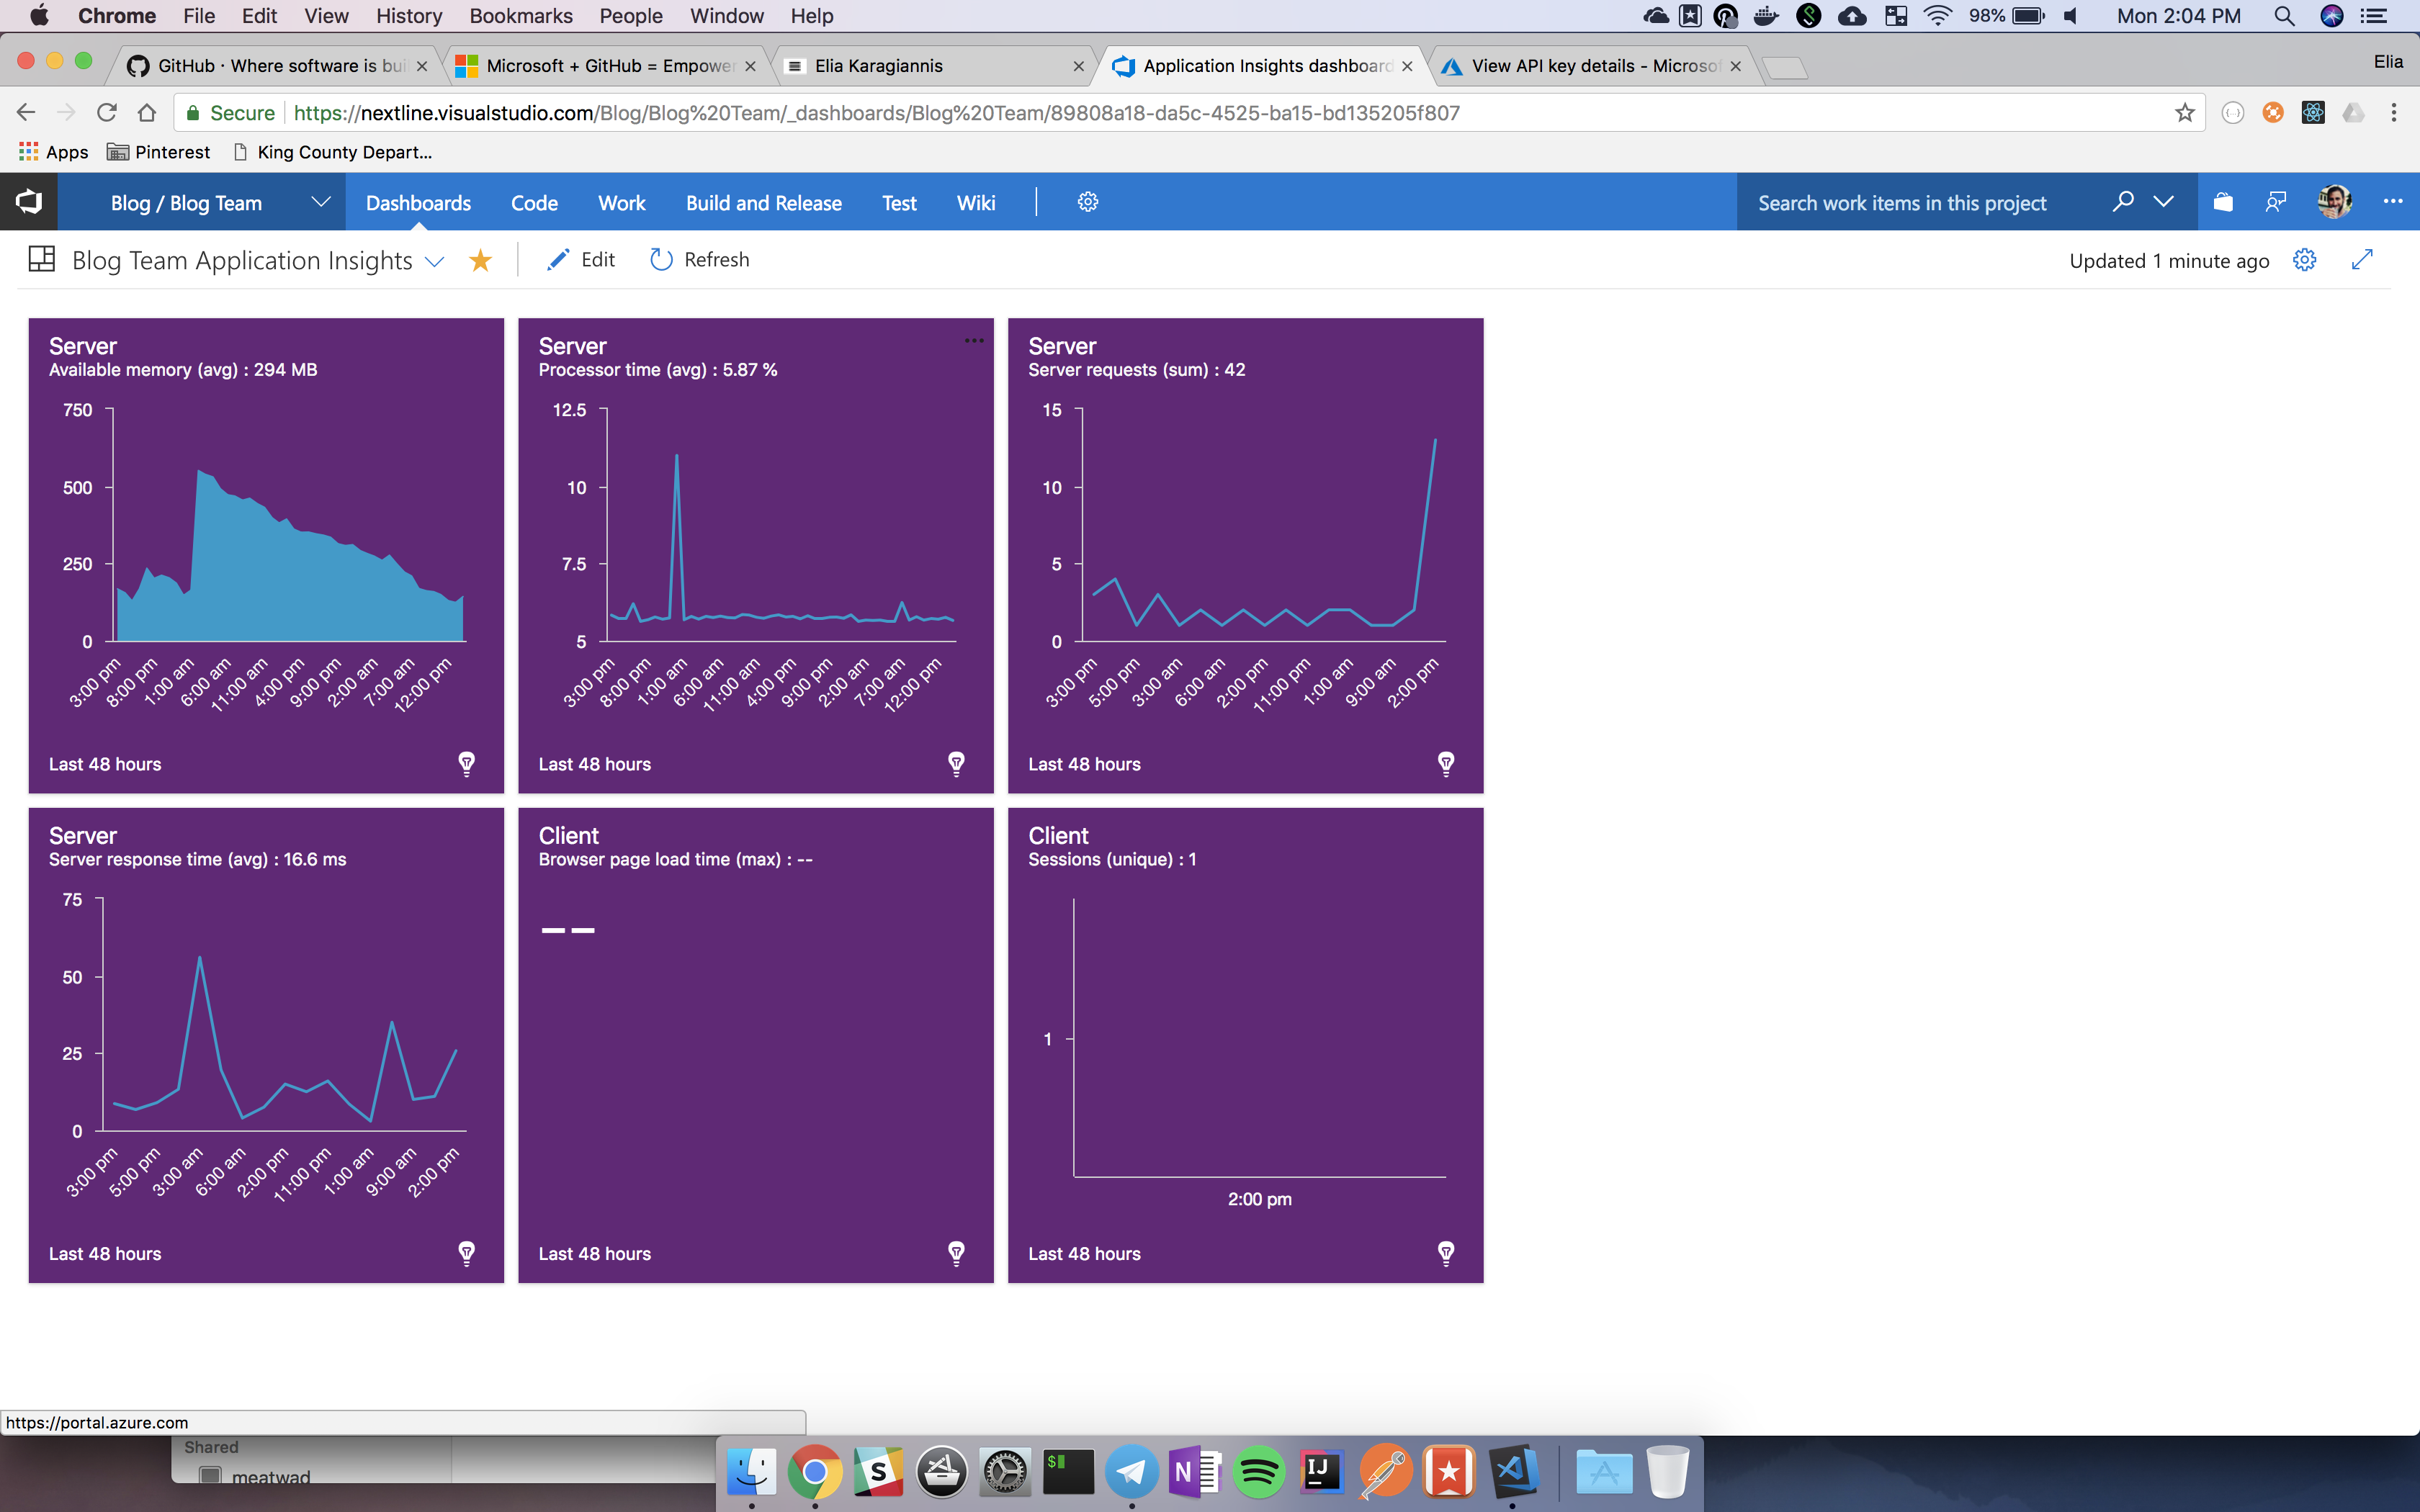 Chrome File Edit View History Bookmarks People Window Help 98% Mon 2:04 PM
GitHub · Where software is bui Microsoft + GitHub = Empower Elia Karagiannis Application Insights dashboard View API key details - Microsof Elia
Secure https://nextline.visualstudio.com/Blog/Blog%20Team/_dashboards/Blog%20Team/89808a18-da5c-4525-ba15-bd135205f807
Apps Pinterest King County Depart...
Blog / Blog Team Dashboards Code Work Build and Release Test Wiki Search work items in this project
Blog Team Application Insights Edit Refresh Updated 1 minute ago
Server
Available memory (avg) : 294 MB
750
500
250
0
3:00 pm 8:00 pm 1:00 am 6:00 am 11:00 am 4:00 pm 9:00 pm 2:00 am 7:00 am 12:00 pm
Last 48 hours
Server
Processor time (avg) : 5.87 %
12.5
10
7.5
5
3:00 pm 8:00 pm 1:00 am 6:00 am 11:00 am 4:00 pm 9:00 pm 2:00 am 7:00 am 12:00 pm
Last 48 hours
Server
Server requests (sum) : 42
15
10
5
0
3:00 pm 5:00 pm 3:00 am 6:00 am 2:00 pm 11:00 pm 1:00 am 9:00 am 2:00 pm
Last 48 hours
Server
Server response time (avg) : 16.6 ms
75
50
25
0
3:00 pm 5:00 pm 3:00 am 6:00 am 2:00 pm 11:00 pm 1:00 am 9:00 am 2:00 pm
Last 48 hours
Client
Browser page load time (max) : --
--
Last 48 hours
Client
Sessions (unique) : 1
1
2:00 pm
Last 48 hours
https://portal.azure.com
Shared
meatwad
S $ N IJ